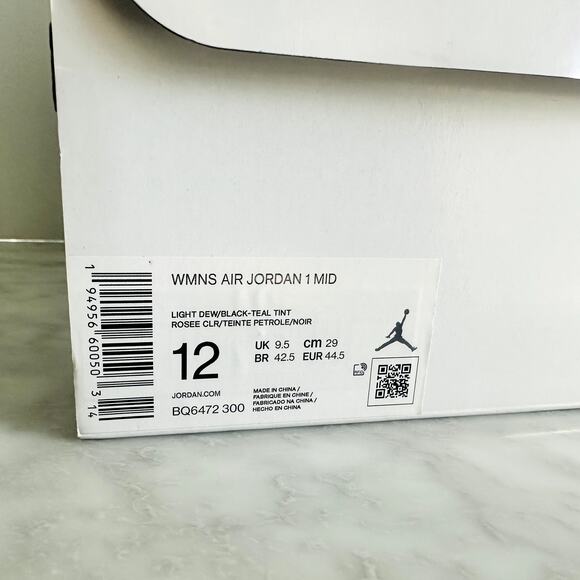 1 94956 60050 3 14
WMNS AIR JORDAN 1 MID
LIGHT DEW/BLACK-TEAL TINT
ROSEE CLR/TEINTE PETROLE/NOIR
12
UK 9.5 cm 29
BR 42.5 EUR 44.5
JORDAN.COM
BQ6472 300
MADE IN CHINA /
FABRIQUE EN CHINE /
FABRICADO NA CHINA /
HECHO EN CHINA